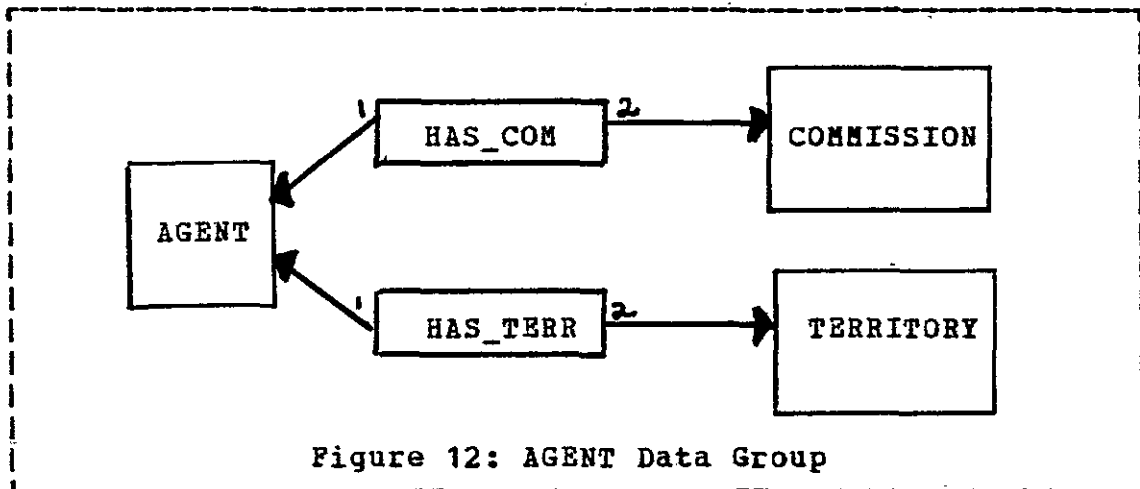 1 HAS_COM 2 COMMISSION
AGENT
1 HAS_TERR 2 TERRITORY
Figure 12: AGENT Data Group